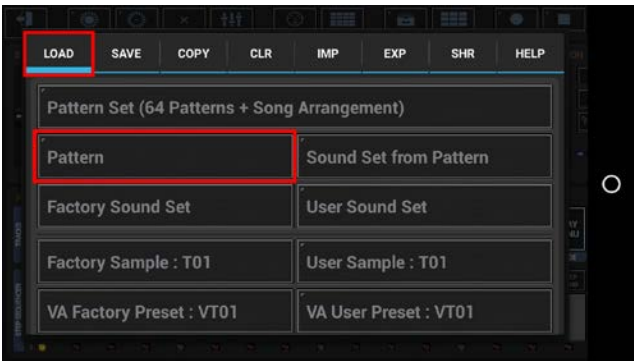 LOAD SAVE COPY CLR IMP EXP SHR HELP
Pattern Set (64 Patterns + Song Arrangement)
Pattern Sound Set from Pattern
Factory Sound Set User Sound Set
Factory Sample : T01 User Sample : T01
VA Factory Preset : VT01 VA User Preset : VT01